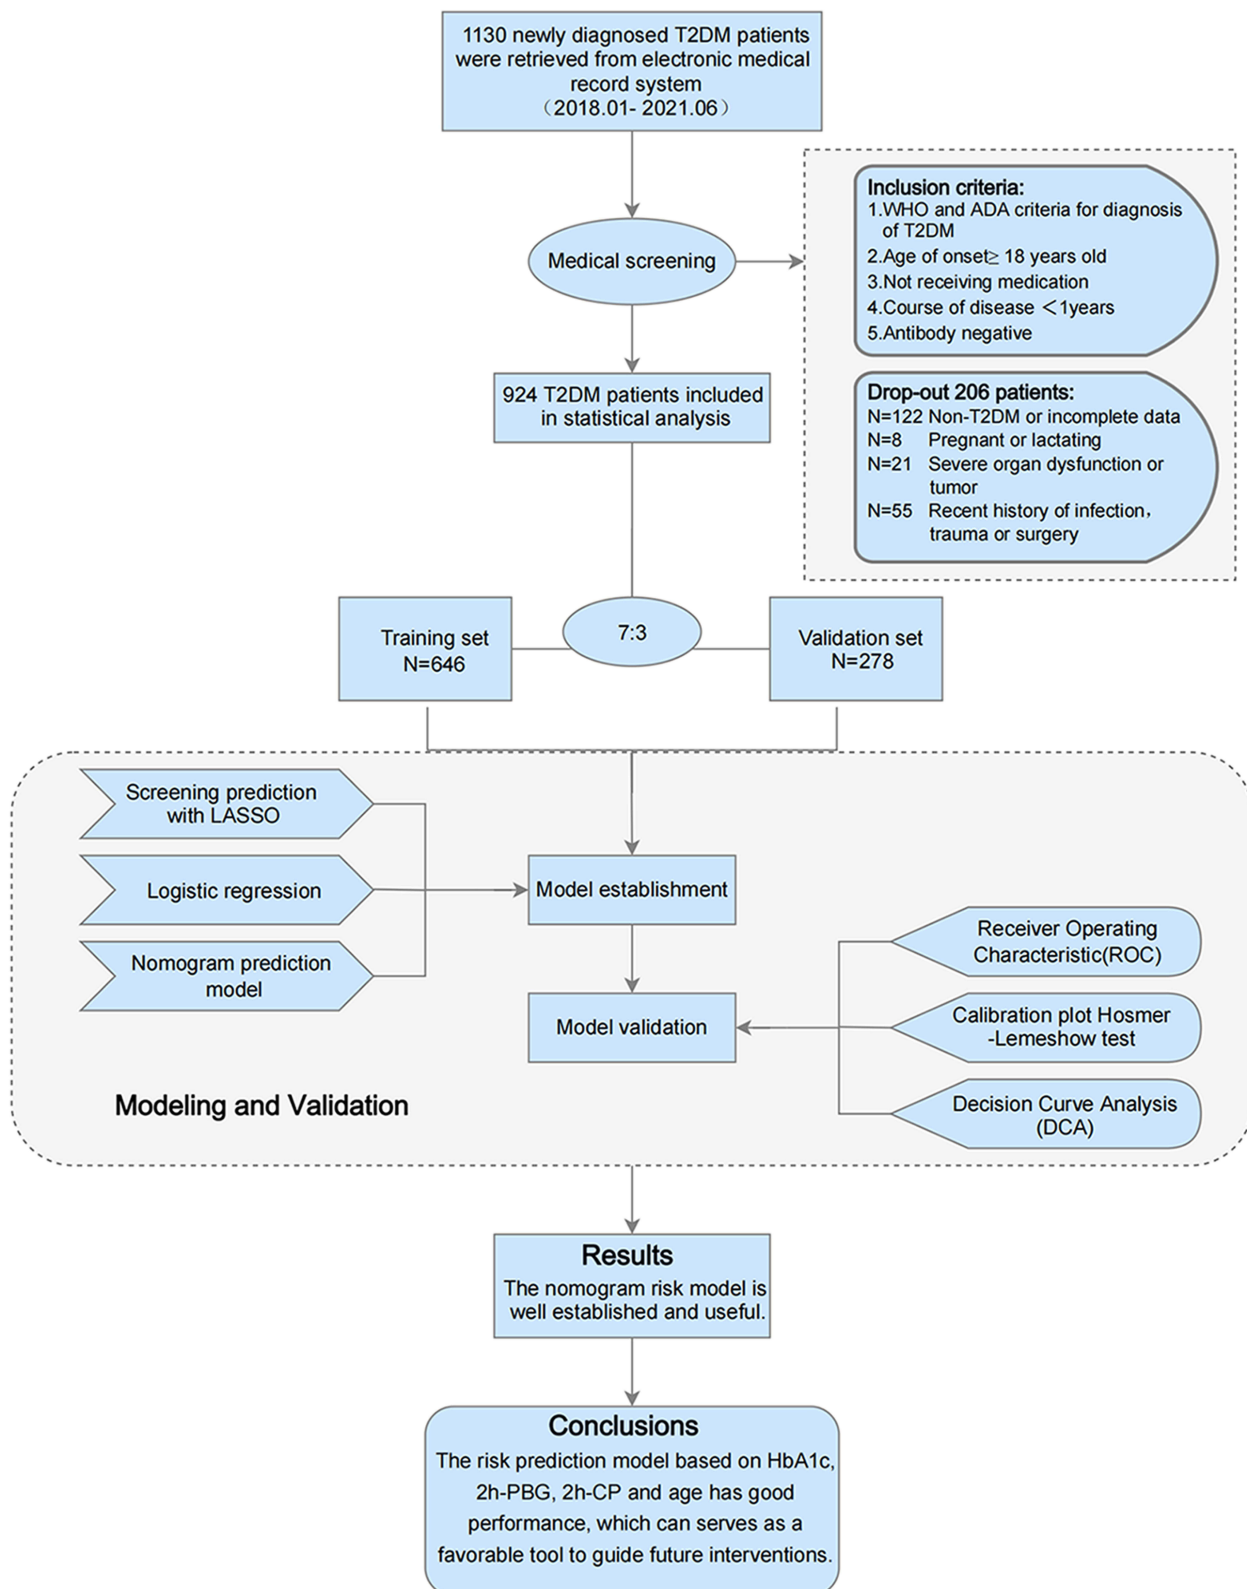 1130 newly diagnosed T2DM patients
were retrieved from electronic medical
record system
（2018.01- 2021.06）
Medical screening
Inclusion criteria:
1.WHO and ADA criteria for diagnosis
of T2DM
2.Age of onset≥ 18 years old
3.Not receiving medication
4.Course of disease ＜1years
5.Antibody negative
924 T2DM patients included
in statistical analysis
Drop-out 206 patients:
N=122 Non-T2DM or incomplete data
N=8 Pregnant or lactating
N=21 Severe organ dysfunction or
tumor
N=55 Recent history of infection，
trauma or surgery
Training set
N=646
7:3
Validation set
N=278
Screening prediction
with LASSO
Logistic regression
Nomogram prediction
model
Model establishment
Model validation
Receiver Operating
Characteristic(ROC)
Calibration plot Hosmer
-Lemeshow test
Decision Curve Analysis
(DCA)
Modeling and Validation
Results
The nomogram risk model is
well established and useful.
Conclusions
The risk prediction model based on HbA1c,
2h-PBG, 2h-CP and age has good
performance, which can serves as a
favorable tool to guide future interventions.